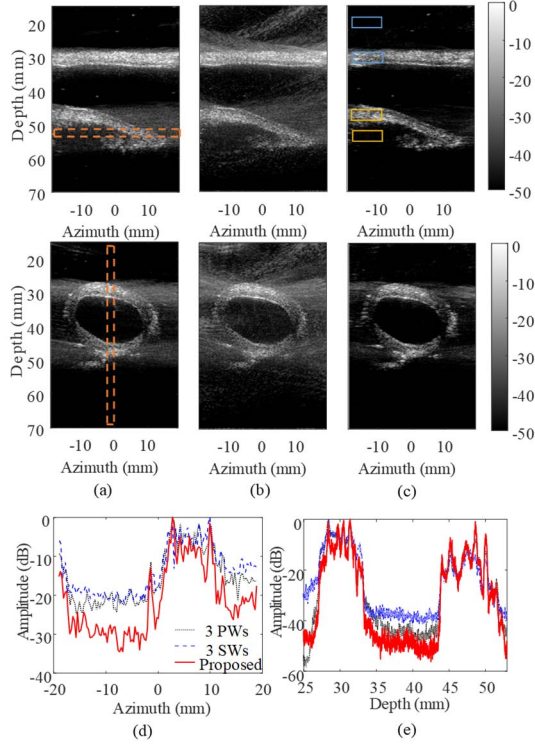 20
30
40
50
60
70
Depth (mm)
-10 0 10
Azimuth (mm)
-10 0 10
Azimuth (mm)
-10 0 10
Azimuth (mm)
0
-10
-20
-30
-40
-50
20
30
40
50
60
70
Depth (mm)
-10 0 10
Azimuth (mm)
(a)
-10 0 10
Azimuth (mm)
(b)
-10 0 10
Azimuth (mm)
(c)
0
-10
-20
-30
-40
-50
0
-10
-20
-30
-40
Amplitude (dB)
3 PWs
3 SWs
Proposed
-20 -10 0 10 20
Azimuth (mm)
(d)
0
-20
-40
-60
Amplitude (dB)
25 30 35 40 45 50
Depth (mm)
(e)